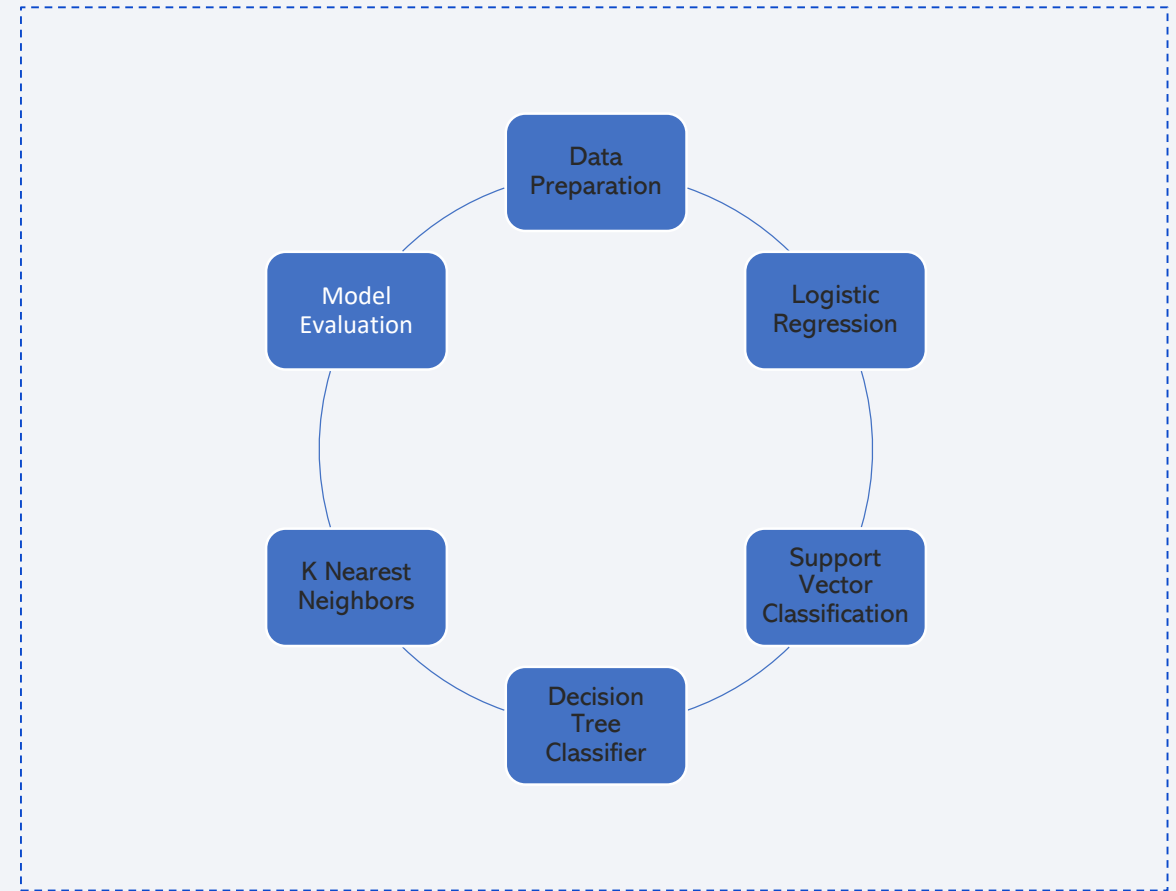 Data
Preparation
Logistic
Regression
Support
Vector
Classification
Decision
Tree
Classifier
K Nearest
Neighbors
Model
Evaluation